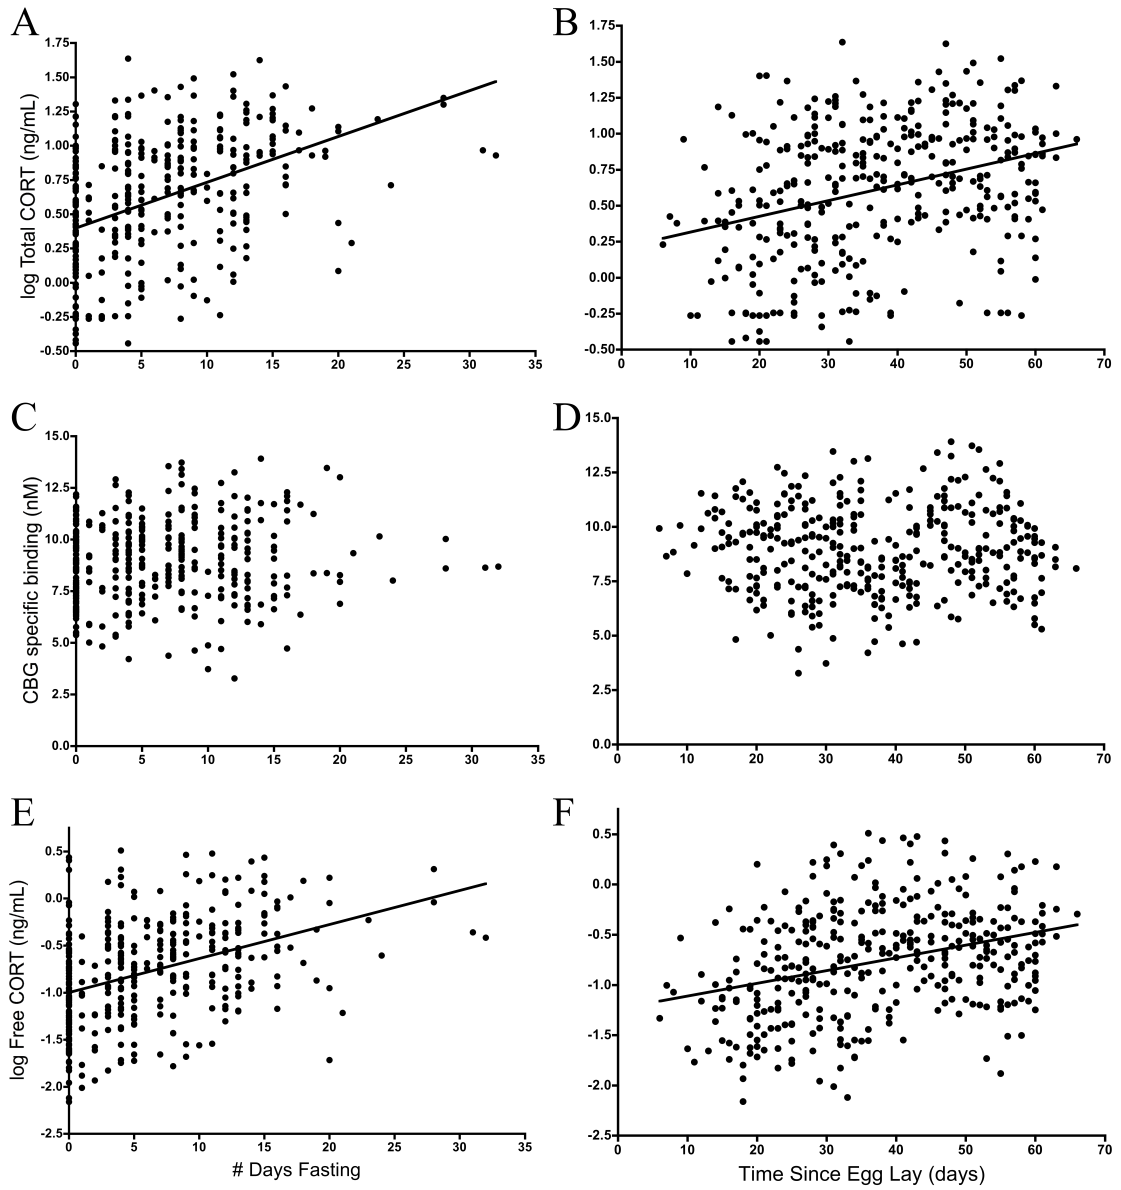 A
B
log Total CORT (ng/mL)
1.75
1.50
1.25
1.00
0.75
0.50
0.25
0.00
-0.25
-0.50
0 5 10 15 20 25 30 35
1.75
1.50
1.25
1.00
0.75
0.50
0.25
0.00
-0.25
-0.50
0 10 20 30 40 50 60 70
C
D
CBG specific binding (nM)
15.0
12.5
10.0
7.5
5.0
2.5
0.0
0 5 10 15 20 25 30 35
15.0
12.5
10.0
7.5
5.0
2.5
0.0
0 10 20 30 40 50 60 70
E
F
log Free CORT (ng/mL)
0.5
0.0
-0.5
-1.0
-1.5
-2.0
-2.5
0 5 10 15 20 25 30 35
# Days Fasting
0.5
0.0
-0.5
-1.0
-1.5
-2.0
-2.5
0 10 20 30 40 50 60 70
Time Since Egg Lay (days)